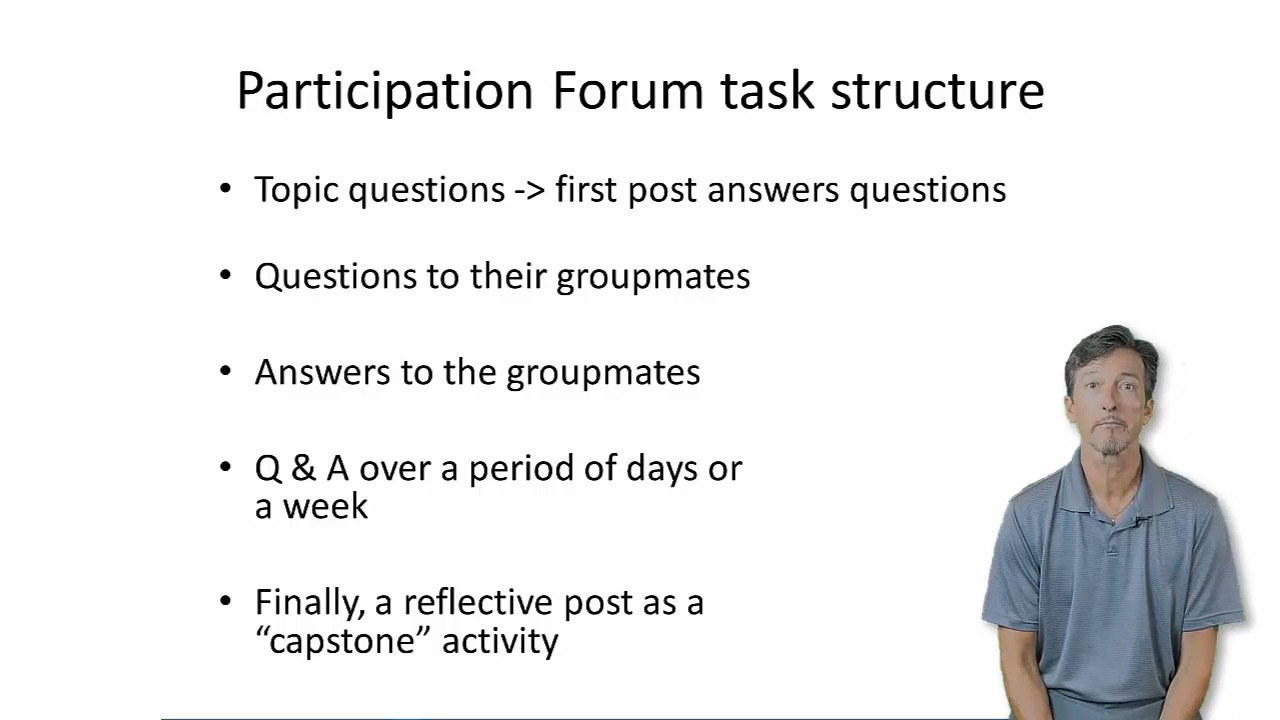 Participation Forum task structure
• Topic questions -> first post answers questions
• Questions to their groupmates
• Answers to the groupmates
• Q & A over a period of days or
a week
• Finally, a reflective post as a
“capstone” activity